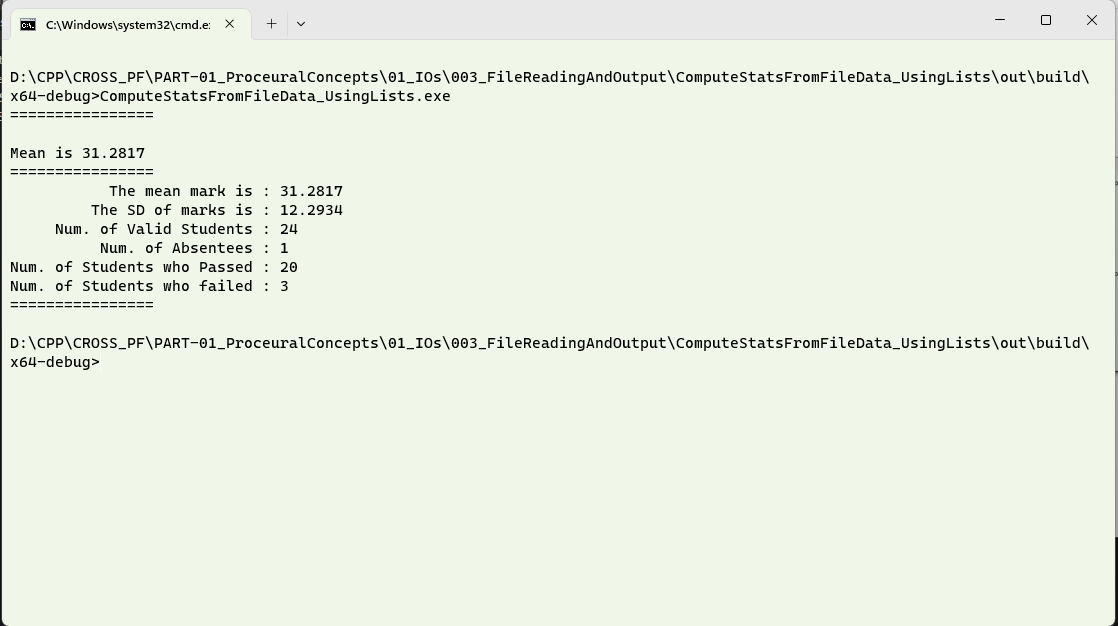 C:\Windows\system32\cmd.e
D:\CPP\CROSS_PF\PART-01_ProceuralConcepts\01_IOs\003_FileReadingAndOutput\ComputeStatsFromFileData_UsingLists\out\build\
x64-debug>ComputeStatsFromFileData_UsingLists.exe
================
Mean is 31.2817
================
The mean mark is : 31.2817
The SD of marks is : 12.2934
Num. of Valid Students : 24
Num. of Absentees : 1
Num. of Students who Passed : 20
Num. of Students who failed : 3
================
D:\CPP\CROSS_PF\PART-01_ProceuralConcepts\01_IOs\003_FileReadingAndOutput\ComputeStatsFromFileData_UsingLists\out\build\
x64-debug>